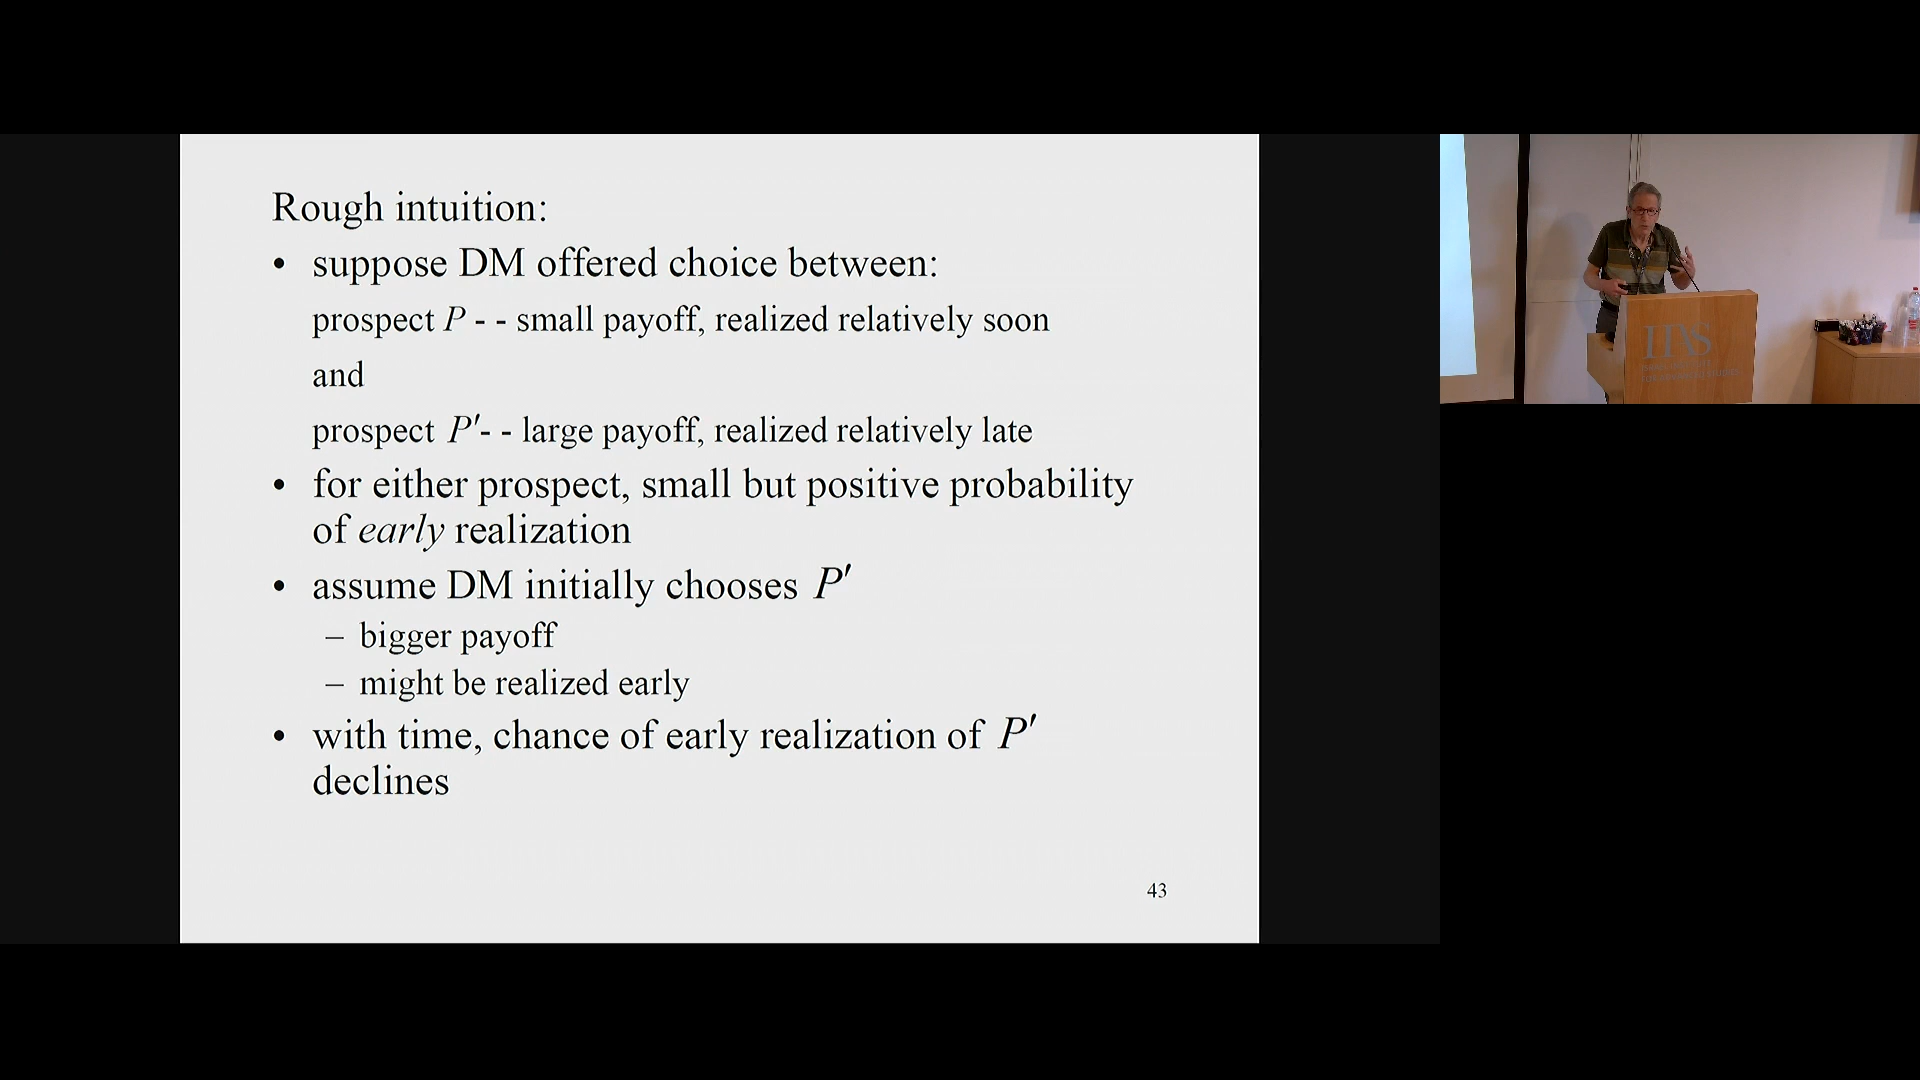 Rough intuition:
• suppose DM offered choice between:
prospect P - - small payoff, realized relatively soon
and
prospect P′- - large payoff, realized relatively late
• for either prospect, small but positive probability
of early realization
• assume DM initially chooses P′
– bigger payoff
– might be realized early
• with time, chance of early realization of P′
declines
43
IIAS